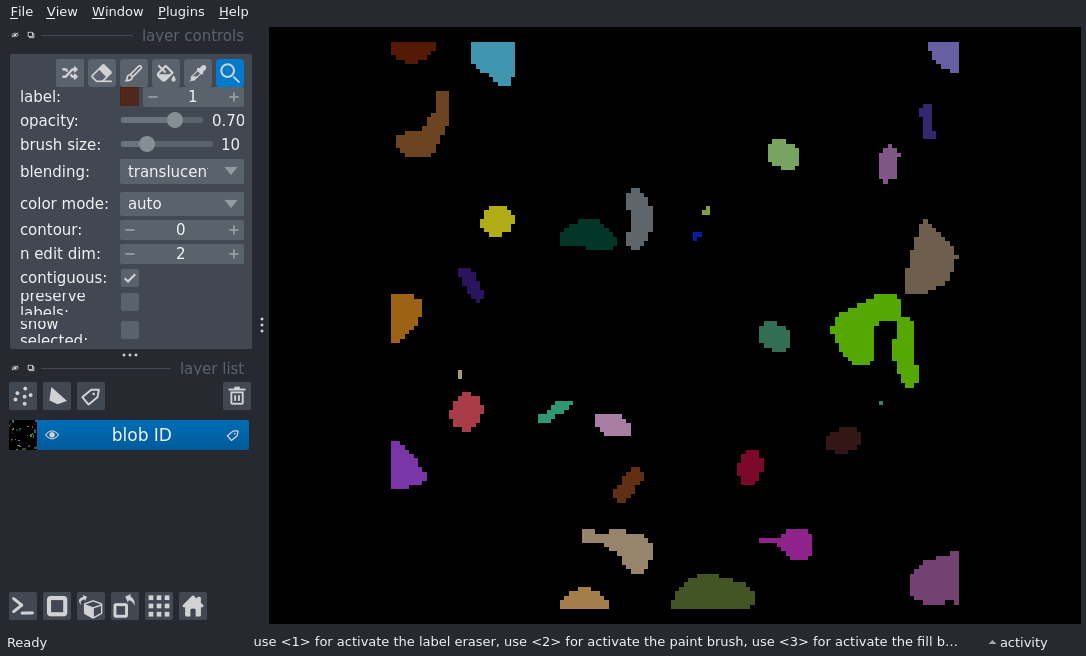 File View Window Plugins Help
layer controls
label: 1
opacity: 0.70
brush size: 10
blending: translucen
color mode: auto
contour: 0
n edit dim: 2
contiguous:
preserve
labels:
show
selected:
layer list
blob ID
Ready use <1> for activate the label eraser, use <2> for activate the paint brush, use <3> for activate the fill b... activity